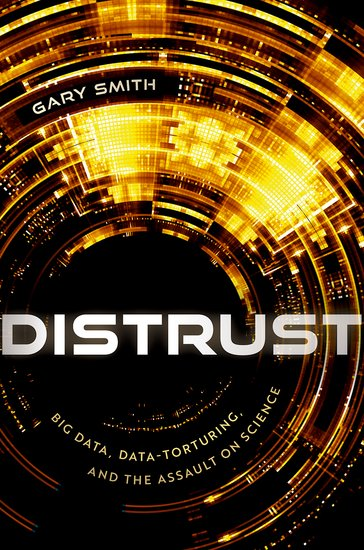 GARY SMITH
DISTRUST
BIG DATA, DATA-TORTURING,
AND THE ASSAULT ON SCIENCE